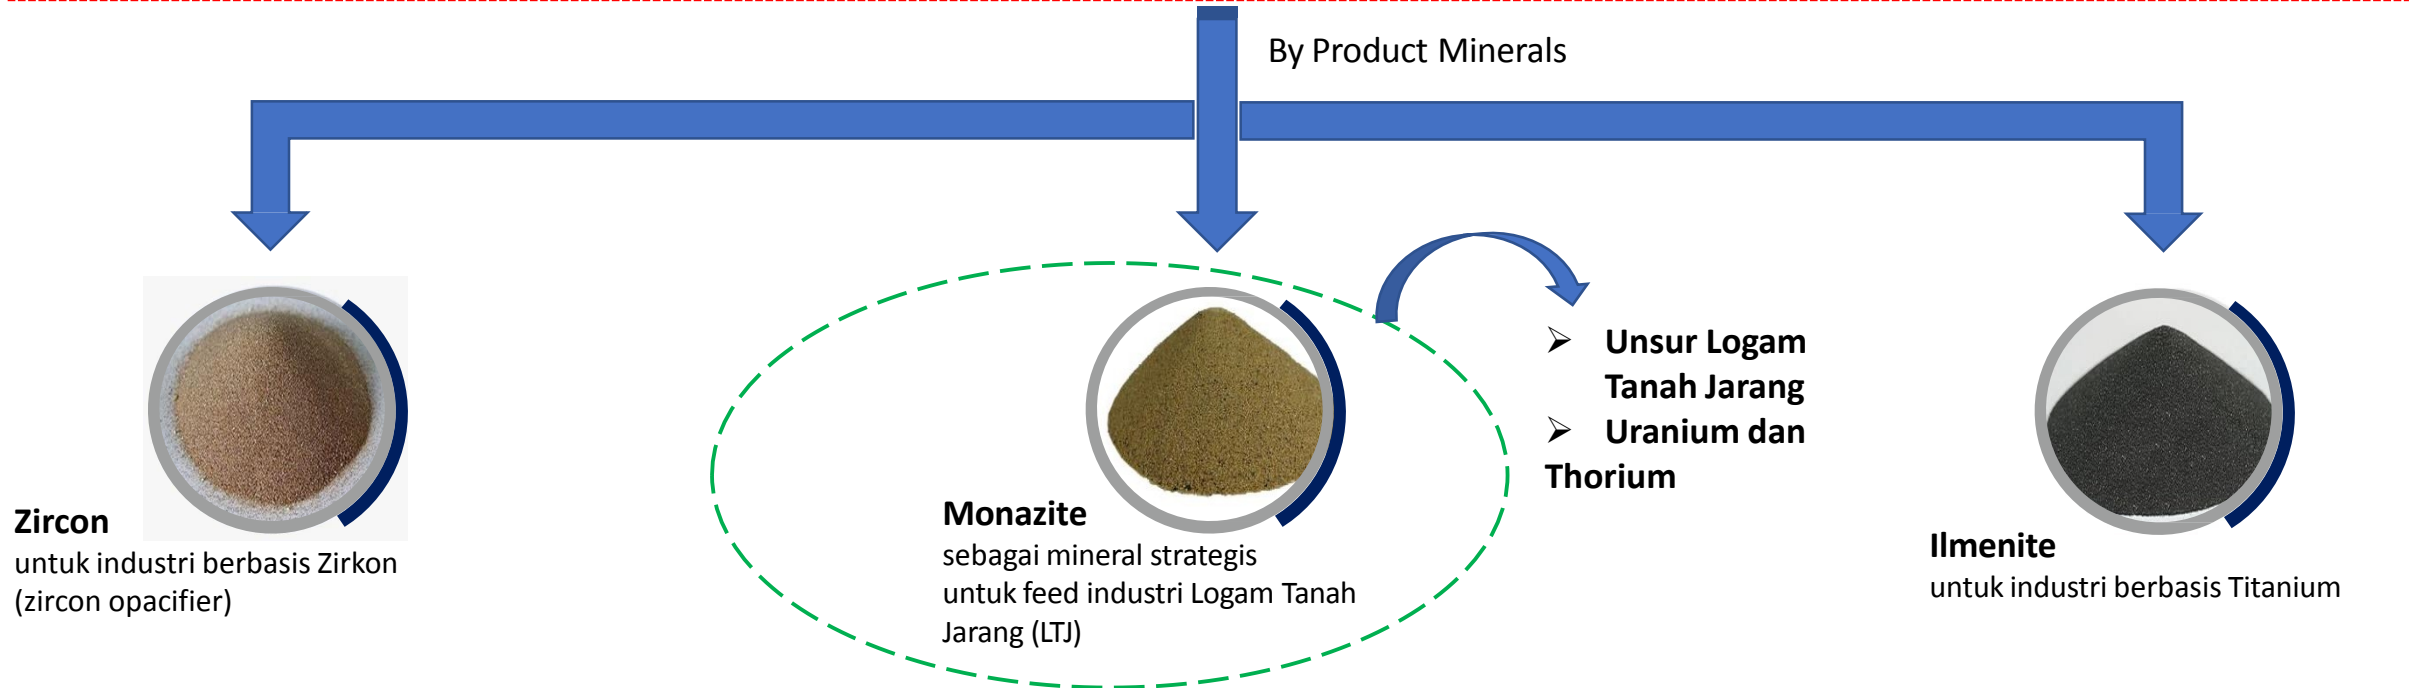 By Product Minerals
Zircon
untuk industri berbasis Zirkon
(zircon opacifier)
Monazite
sebagai mineral strategis
untuk feed industri Logam Tanah
Jarang (LTJ)
➢ Unsur Logam
Tanah Jarang
➢ Uranium dan
Thorium
Ilmenite
untuk industri berbasis Titanium